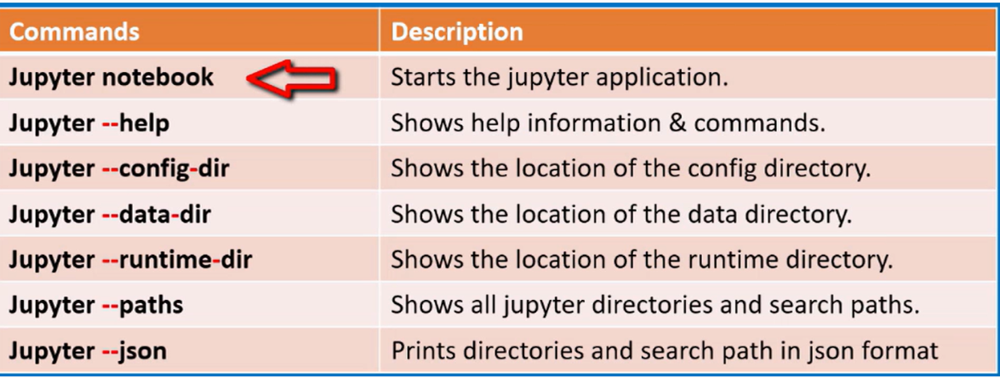 Commands Description
Jupyter notebook Starts the jupyter application.
Jupyter --help Shows help information & commands.
Jupyter --config-dir Shows the location of the config directory.
Jupyter --data-dir Shows the location of the data directory.
Jupyter --runtime-dir Shows the location of the runtime directory.
Jupyter --paths Shows all jupyter directories and search paths.
Jupyter --json Prints directories and search path in json format